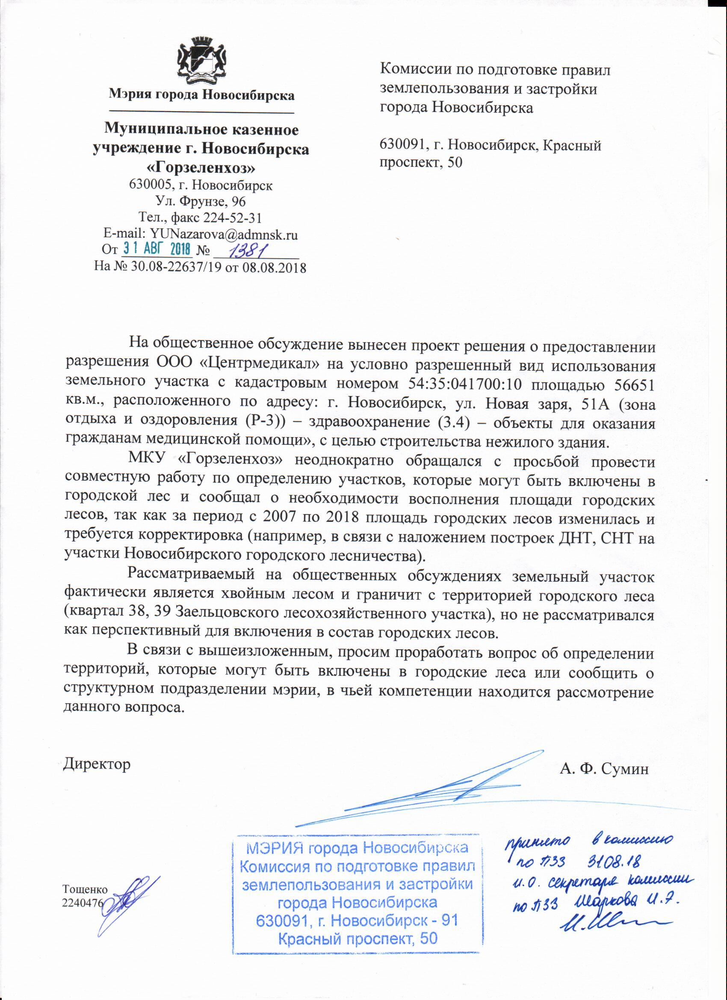 Мэрия города Новосибирска
Муниципальное казенное
учреждение г. Новосибирска
«Горзеленхоз»
630005, г. Новосибирск
Ул. Фрунзе, 96
Тел., факс 224-52-31
E-mail: YUNazarova@admnsk.ru
От 31 АВГ 2018 № 1381
На № 30.08-22637/19 от 08.08.2018
Комиссии по подготовке правил
землепользования и застройки
города Новосибирска
630091, г. Новосибирск, Красный
проспект, 50
На общественное обсуждение вынесен проект решения о предоставлении
разрешения ООО «Центрмедикал» на условно разрешенный вид использования
земельного участка с кадастровым номером 54:35:041700:10 площадью 56651
кв.м., расположенного по адресу: г. Новосибирск, ул. Новая заря, 51А (зона
отдыха и оздоровления (Р-3)) – здравоохранение (3.4) – объекты для оказания
гражданам медицинской помощи», с целью строительства нежилого здания.
МКУ «Горзеленхоз» неоднократно обращался с просьбой провести
совместную работу по определению участков, которые могут быть включены в
городской лес и сообщал о необходимости восполнения площади городских
лесов, так как за период с 2007 по 2018 площадь городских лесов изменилась и
требуется корректировка (например, в связи с наложением построек ДНТ, СНТ на
участки Новосибирского городского лесничества).
Рассматриваемый на общественных обсуждениях земельный участок
фактически является хвойным лесом и граничит с территорией городского леса
(квартал 38, 39 Заельцовского лесохозяйственного участка), но не рассматривался
как перспективный для включения в состав городских лесов.
В связи с вышеизложенным, просим проработать вопрос об определении
территорий, которые могут быть включены в городские леса или сообщить о
структурном подразделении мэрии, в чьей компетенции находится рассмотрение
данного вопроса.
Директор
А. Ф. Сумин
Тощенко
2240476
МЭРИЯ города Новосибирска
Комиссия по подготовке правил
землепользования и застройки
города Новосибирска
630091, г. Новосибирск - 91
Красный проспект, 50
принято в комиссию
по ПЗЗ 31.08.18
и.о. секретаря комиссии
по ПЗЗ Шаркова И.Э.